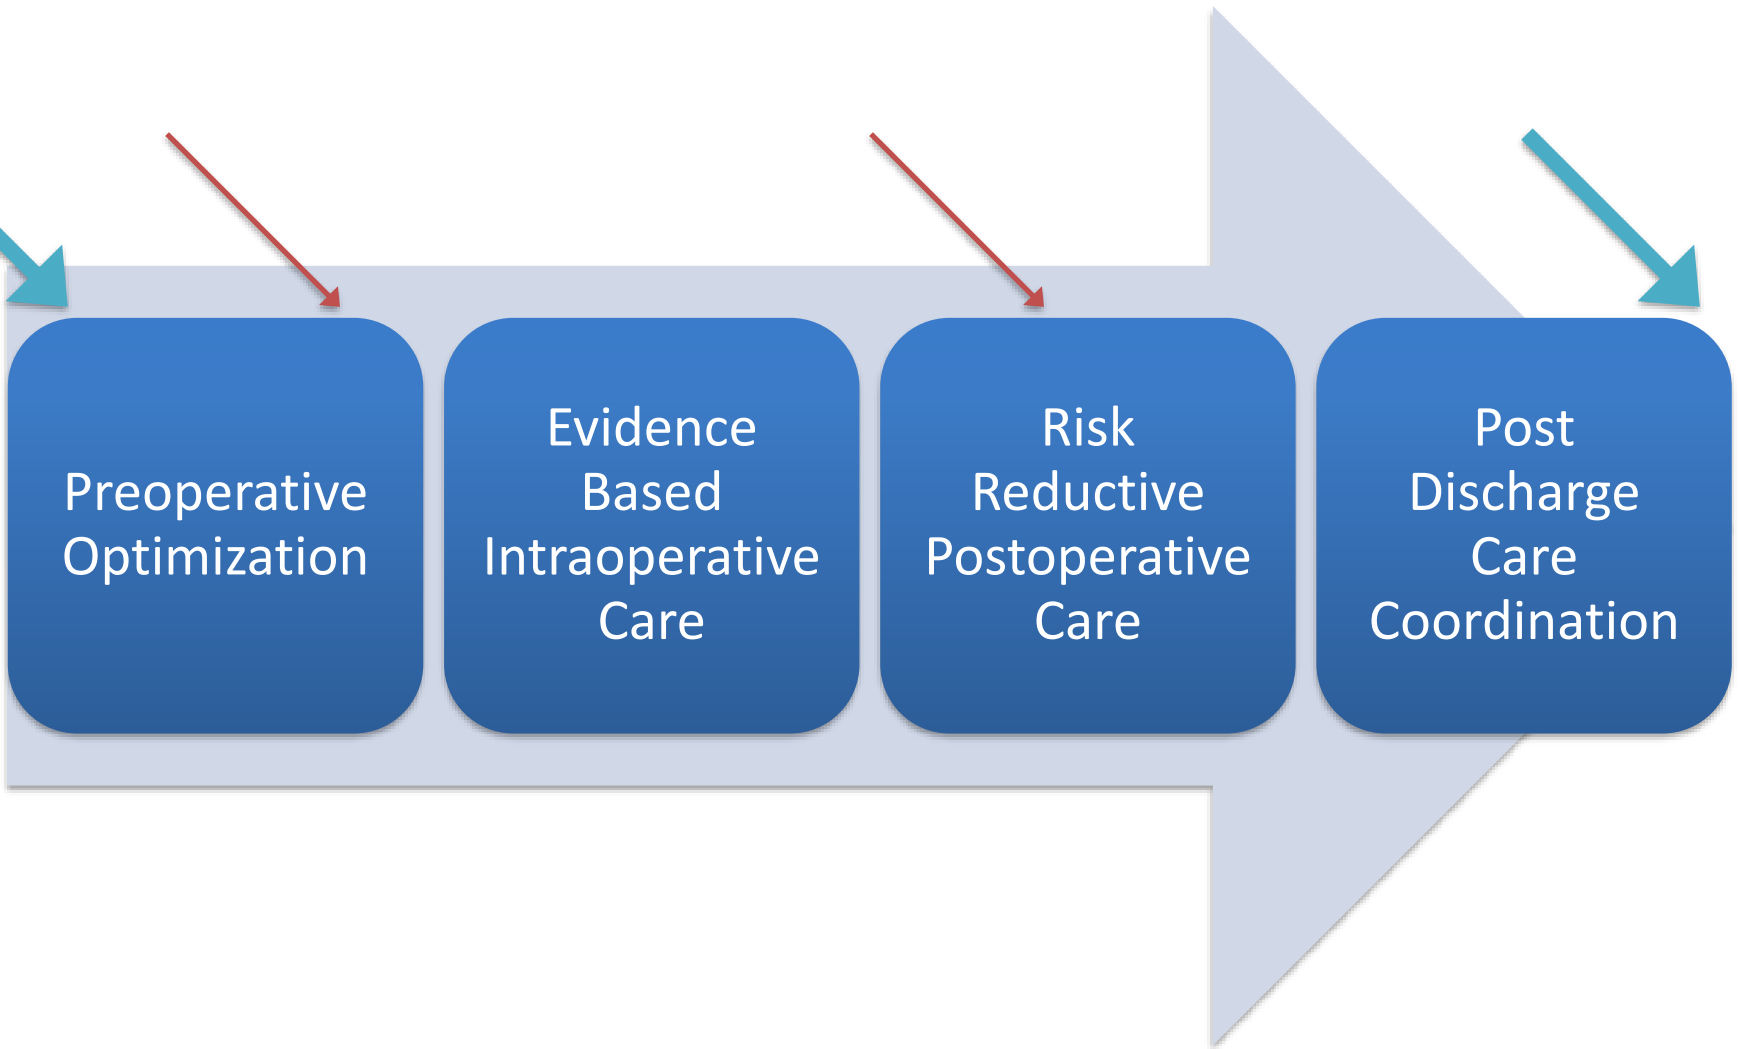 Preoperative
Optimization
Evidence
Based
Intraoperative
Care
Risk
Reductive
Postoperative
Care
Post
Discharge
Care
Coordination